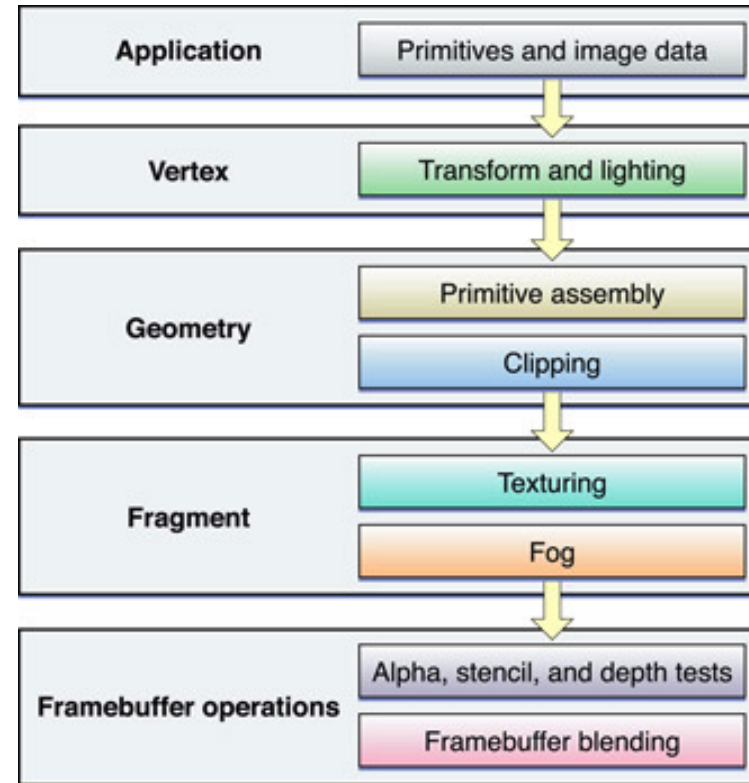 Application
Primitives and image data
Vertex
Transform and lighting
Geometry
Primitive assembly
Clipping
Fragment
Texturing
Fog
Framebuffer operations
Alpha, stencil, and depth tests
Framebuffer blending